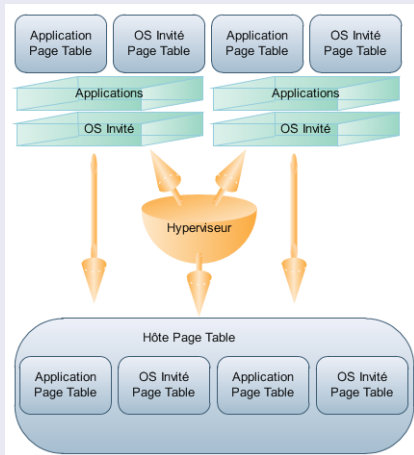 Application
Page Table
OS Invité
Page Table
Application
Page Table
OS Invité
Page Table
Applications
Applications
OS Invité
OS Invité
Hyperviseur
Hôte Page Table
Application
Page Table
OS Invité
Page Table
Application
Page Table
OS Invité
Page Table